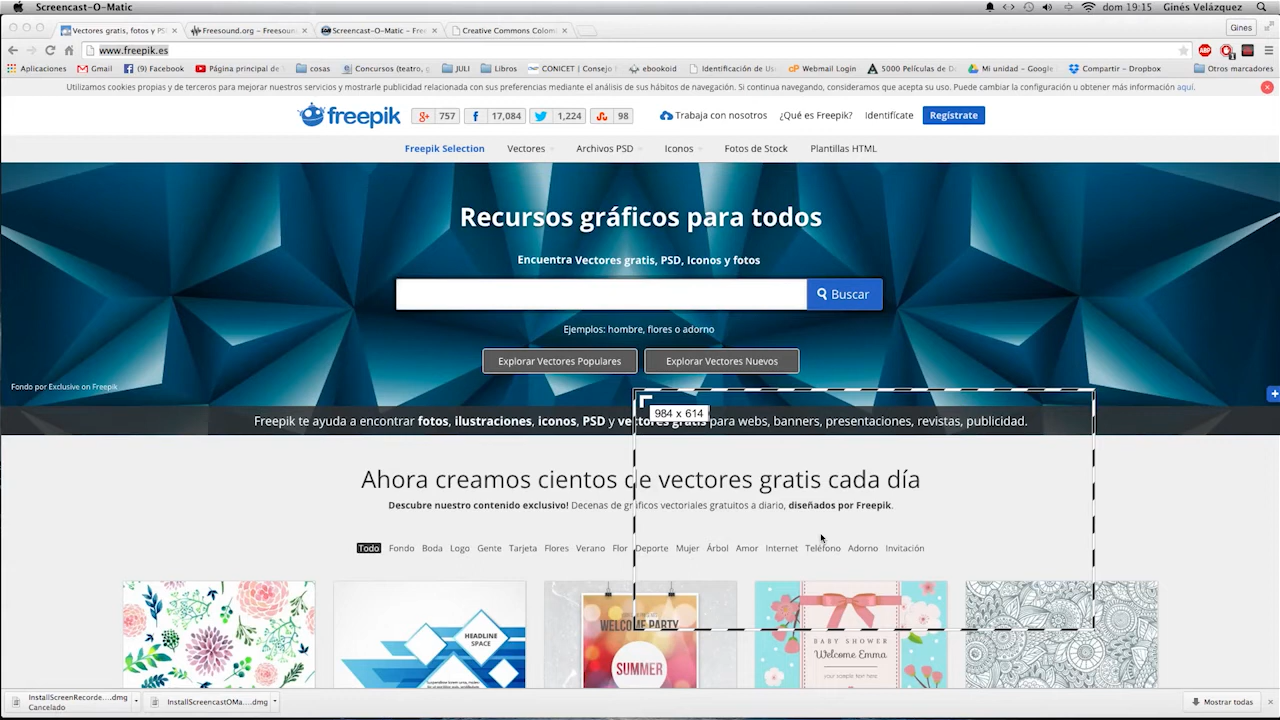 Screencast-O-Matic
dom 19:15 Ginés Velázquez
Vectores gratis, fotos y PS
Freesound.org - Freesoun
Screencast-O-Matic - Free
Creative Commons Colom
Gines
www.freepik.es
Aplicaciones
Gmail
(9) Facebook
Página principal de
cosas
Concursos (teatro, g
JULI
Libros
CONICET | Consejo
ebookoid
Identificación de Us
Webmail Login
5000 Películas de D
Mi unidad - Google
Compartir - Dropbox
Otros marcadores
Utilizamos cookies propias y de terceros para mejorar nuestros servicios y mostrarle publicidad relacionada con sus preferencias mediante el análisis de sus hábitos de navegación. Si continua navegando, consideramos que acepta su uso. Puede cambiar la configuración u obtener más información aquí.
freepik
757
17,084
1,224
98
Trabaja con nosotros
¿Qué es Freepik?
Identifícate
Regístrate
Freepik Selection
Vectores
Archivos PSD
Iconos
Fotos de Stock
Plantillas HTML
Recursos gráficos para todos
Encuentra Vectores gratis, PSD, Iconos y fotos
Buscar
Ejemplos: hombre, flores o adorno
Explorar Vectores Populares
Explorar Vectores Nuevos
Fondo por Exclusive on Freepik
984 x 614
Freepik te ayuda a encontrar fotos, ilustraciones, iconos, PSD y vectores gratis para webs, banners, presentaciones, revistas, publicidad.
Ahora creamos cientos de vectores gratis cada día
Descubre nuestro contenido exclusivo! Decenas de gráficos vectoriales gratuitos a diario, diseñados por Freepik.
Todo Fondo Boda Logo Gente Tarjeta Flores Verano Flor Deporte Mujer Árbol Amor Internet Teléfono Adorno Invitación
HEADLINE
SPACE
WELCOME PARTY
SUMMER
BABY SHOWER
Welcome Emma
InstallScreenRecorde....dmg
Cancelado
InstallScreencastOMa....dmg
Mostrar todas